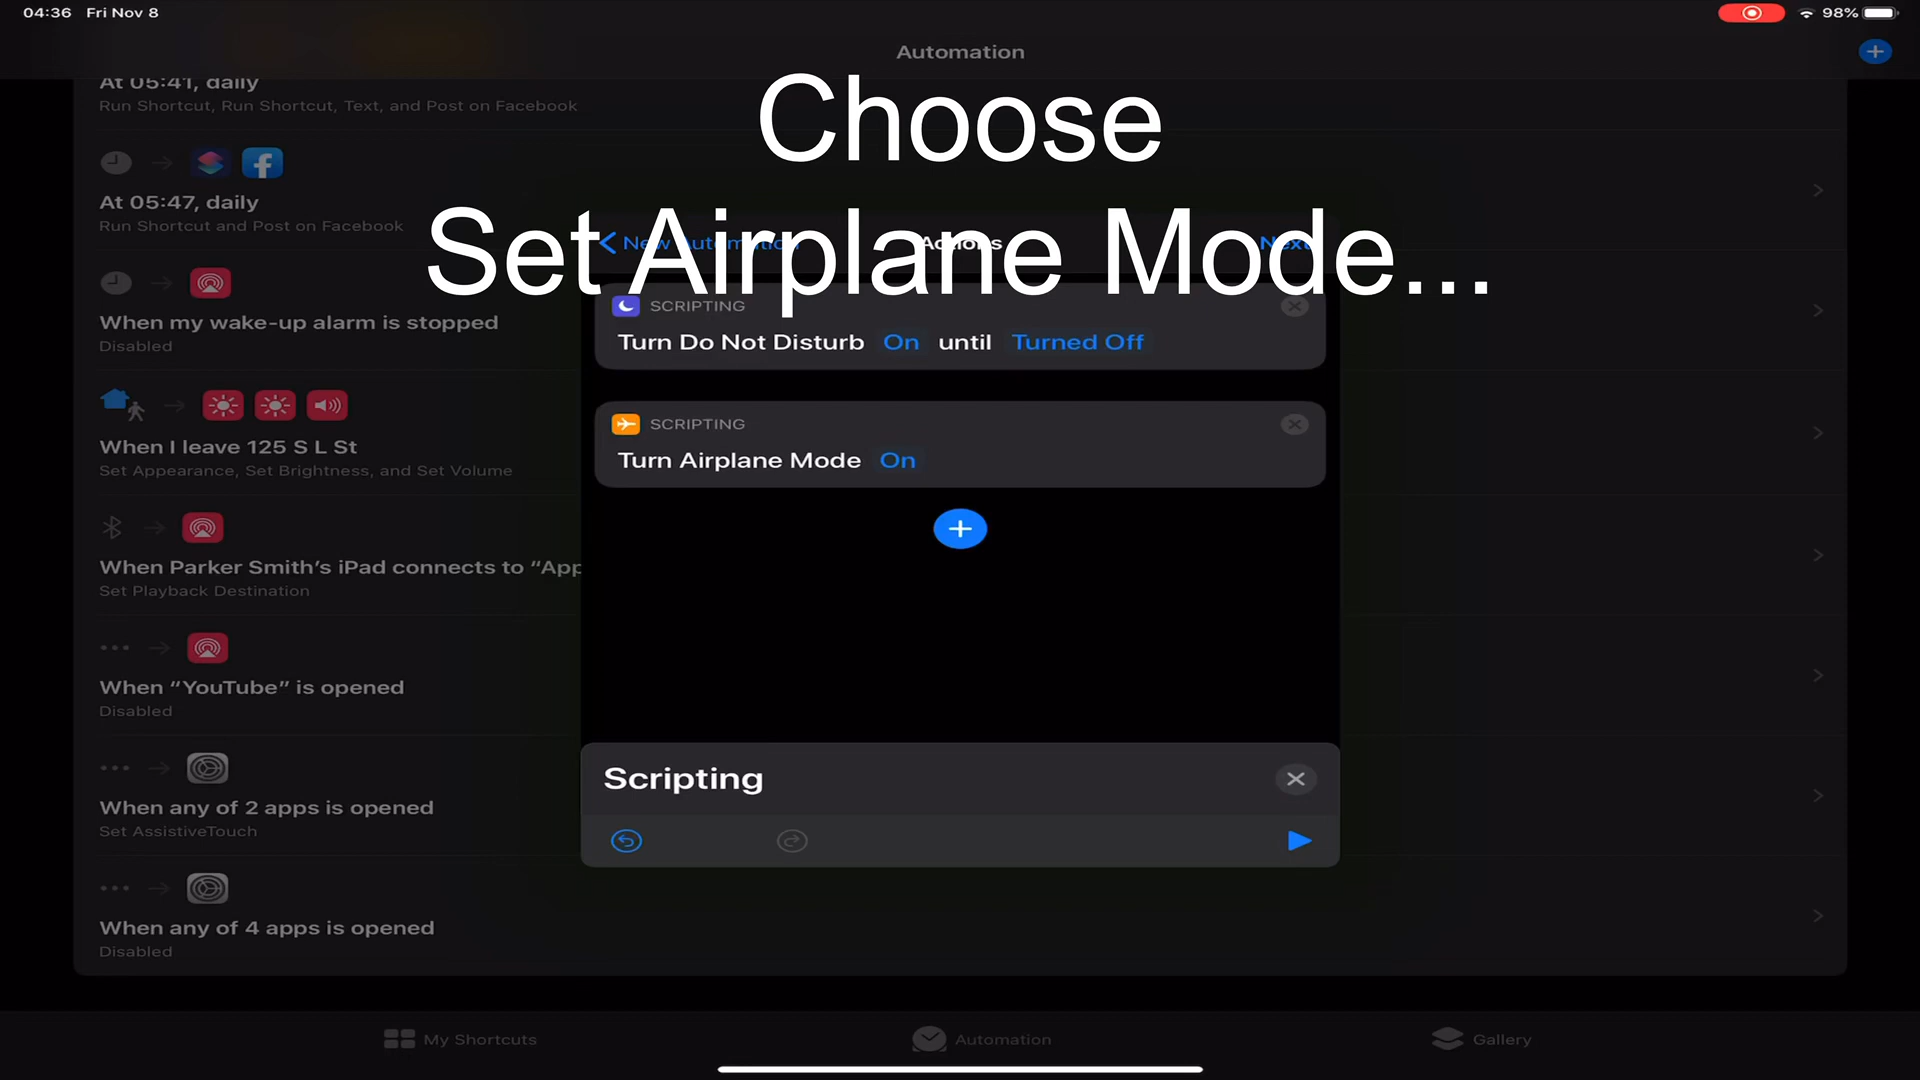 04:36 Fri Nov 8
98%
Automation
Choose
Set Airplane Mode...
At 05:41, daily
Run Shortcut, Run Shortcut, Text, and Post on Facebook
At 05:47, daily
Run Shortcut and Post on Facebook
When my wake-up alarm is stopped
Disabled
When I leave 125 S L St
Set Appearance, Set Brightness, and Set Volume
When Parker Smith's iPad connects to “App
Set Playback Destination
When “YouTube” is opened
Disabled
When any of 2 apps is opened
Set AssistiveTouch
When any of 4 apps is opened
Disabled
New Automation
Actions
Next
SCRIPTING
Turn Do Not Disturb On until Turned Off
SCRIPTING
Turn Airplane Mode On
Scripting
My Shortcuts
Automation
Gallery